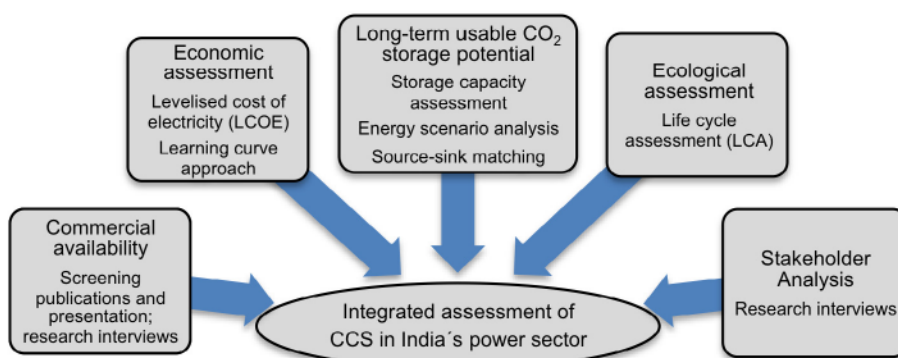 Economic
assessment
Levelised cost of
electricity (LCOE)
Learning curve
approach
Long-term usable CO₂
storage potential
Storage capacity
assessment
Energy scenario analysis
Source-sink matching
Ecological
assessment
Life cycle
assessment (LCA)
Commercial
availability
Screening
publications and
presentation;
research interviews
Stakeholder
Analysis
Research interviews
Integrated assessment of
CCS in India´s power sector